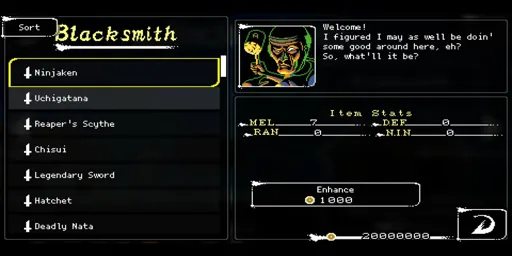 Sort
Blacksmith
Ninjaken
Uchigatana
Reaper's Scythe
Chisui
Legendary Sword
Hatchet
Deadly Nata
Welcome!
I figured I may as well be doin'
some good around here, eh?
So, what'll it be?
Item Stats
MEL 7 DEF 0
RAN 0 NIN 0
Enhance
1000
20000000